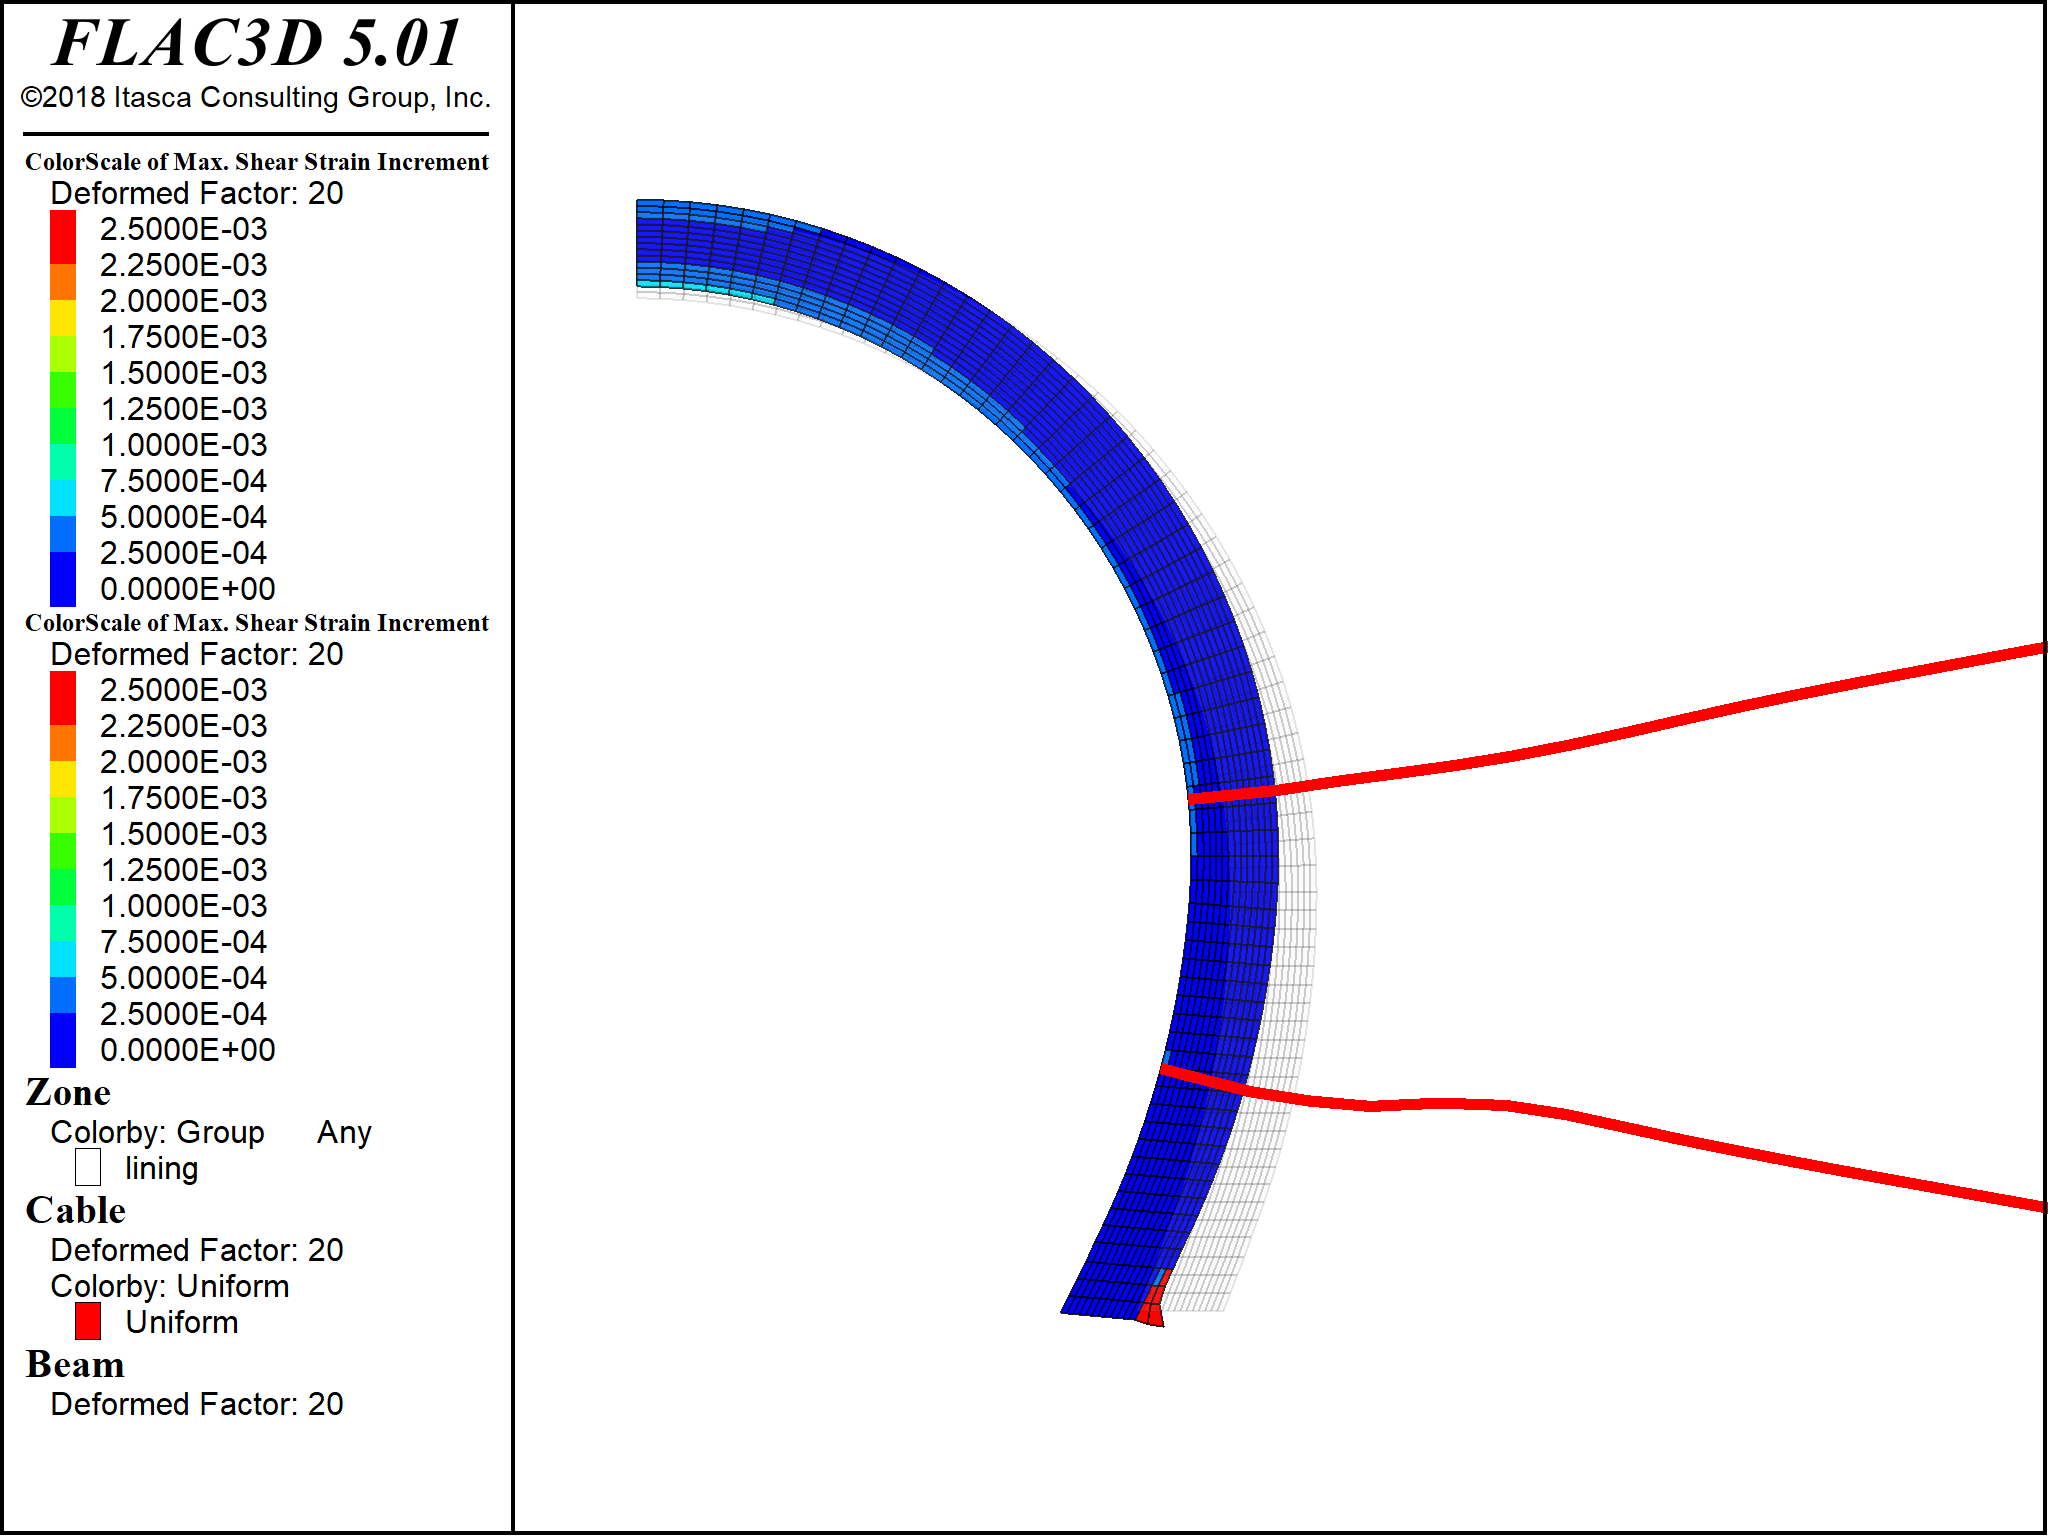 FLAC3D 5.01
©2018 Itasca Consulting Group, Inc.
ColorScale of Max. Shear Strain Increment
Deformed Factor: 20
2.5000E-03
2.2500E-03
2.0000E-03
1.7500E-03
1.5000E-03
1.2500E-03
1.0000E-03
7.5000E-04
5.0000E-04
2.5000E-04
0.0000E+00
ColorScale of Max. Shear Strain Increment
Deformed Factor: 20
2.5000E-03
2.2500E-03
2.0000E-03
1.7500E-03
1.5000E-03
1.2500E-03
1.0000E-03
7.5000E-04
5.0000E-04
2.5000E-04
0.0000E+00
Zone
Colorby: Group Any
lining
Cable
Deformed Factor: 20
Colorby: Uniform
Uniform
Beam
Deformed Factor: 20